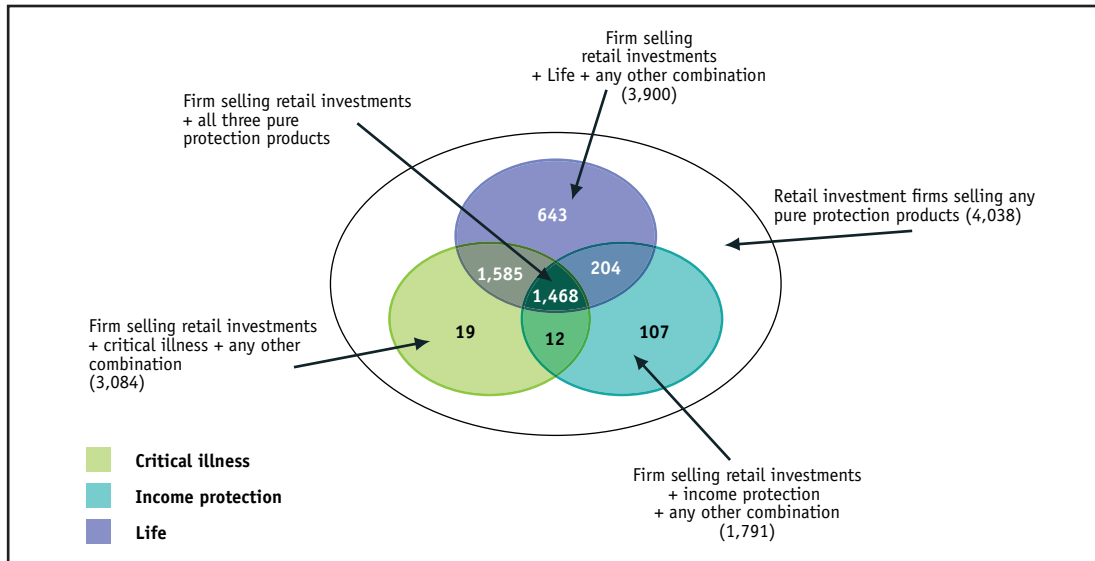 Firm selling
retail investments
+ Life + any other combination
(3,900)
Firm selling retail investments
+ all three pure
protection products
Retail investment firms selling any
pure protection products (4,038)
643
1,585
204
1,468
19
12
107
Firm selling retail investments
+ critical illness + any other
combination
(3,084)
Firm selling retail investments
+ income protection
+ any other combination
(1,791)
Critical illness
Income protection
Life